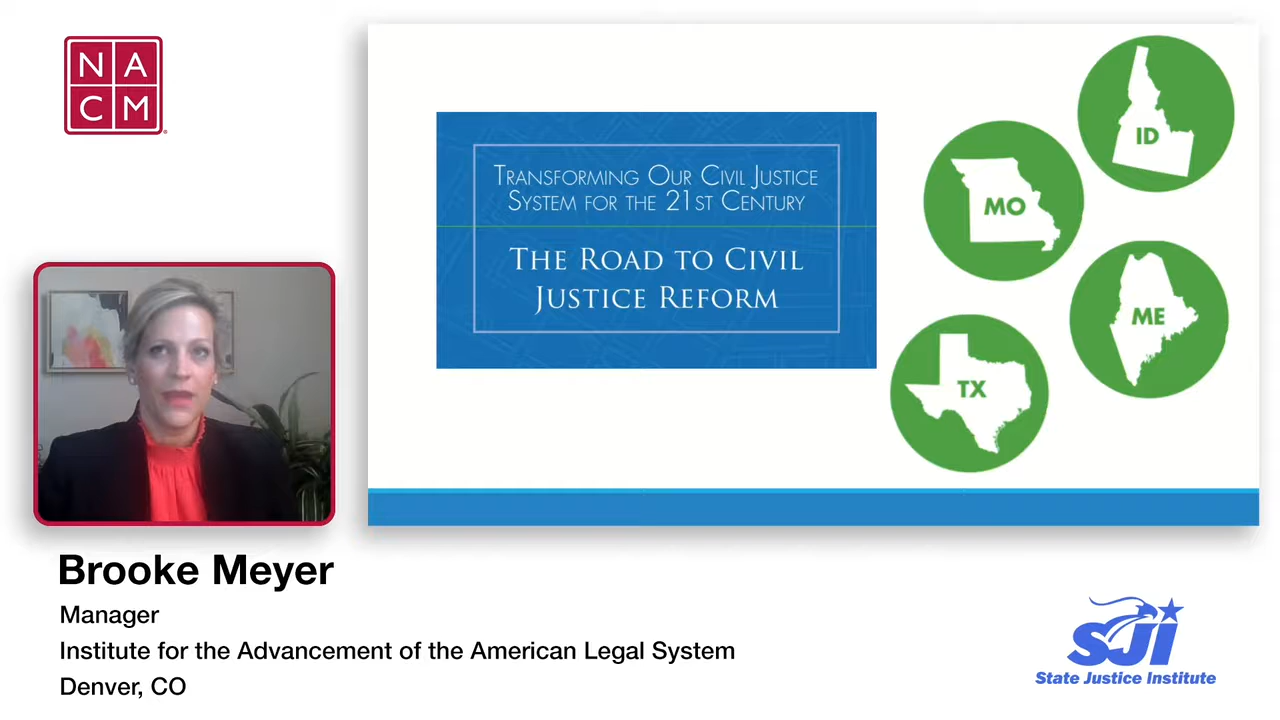 N A
C M
Transforming Our Civil Justice
System for the 21st Century
The Road to Civil
Justice Reform
ID
MO
ME
TX
Brooke Meyer
Manager
Institute for the Advancement of the American Legal System
Denver, CO
SJI
State Justice Institute